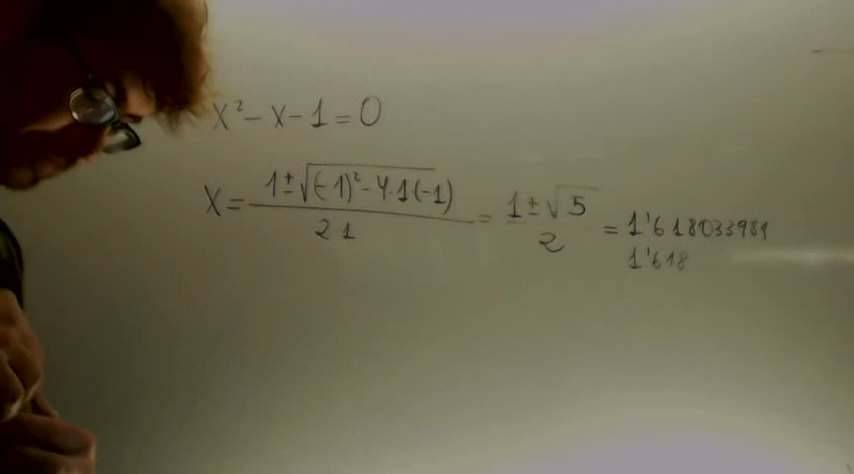 x² - x - 1 = 0
x = 1 ± √(-1)² - 4·1(-1) / 2 1 = 1 ± √5 / 2 = 1'618033989
1'618